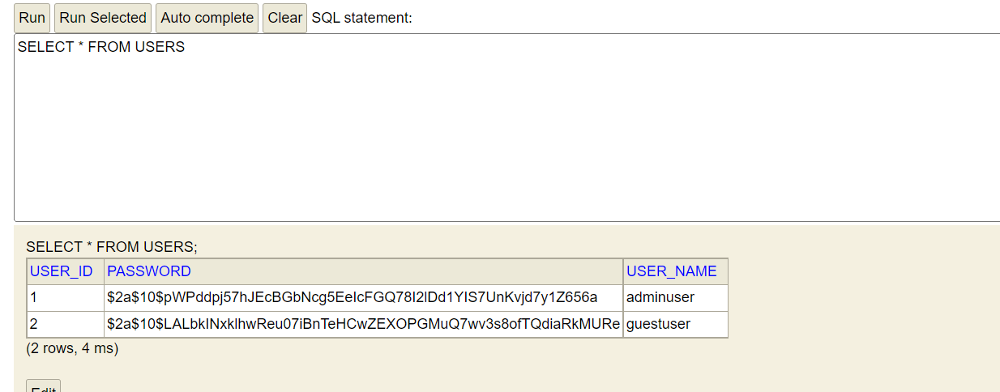 Run Run Selected Auto complete Clear SQL statement:
SELECT * FROM USERS
SELECT * FROM USERS;
USER_ID PASSWORD USER_NAME
1 $2a$10$pWPddpj57hJEcBGbNcg5EeIcFGQ78I2lDd1YIS7UnKvjd7y1Z656a adminuser
2 $2a$10$LALbkINxklhwReu07iBnTeHCwZEXOPGMuQ7wv3s8ofTQdiaRkMURe guestuser
(2 rows, 4 ms)
Edit